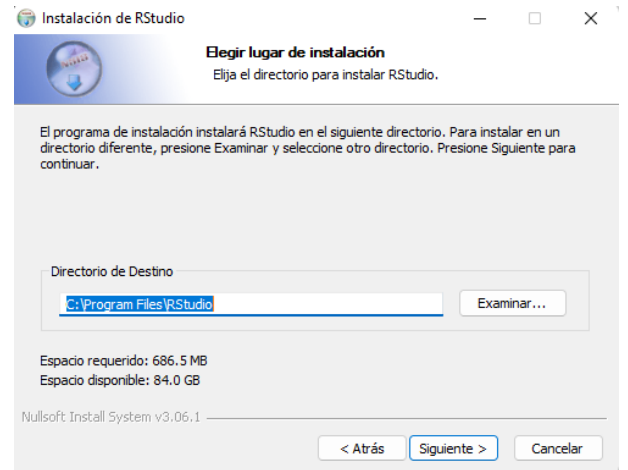 Instalación de RStudio
Elegir lugar de instalación
Elija el directorio para instalar RStudio.
El programa de instalación instalará RStudio en el siguiente directorio. Para instalar en un
directorio diferente, presione Examinar y seleccione otro directorio. Presione Siguiente para
continuar.
Directorio de Destino
C:\Program Files\RStudio
Examinar...
Espacio requerido: 686.5 MB
Espacio disponible: 84.0 GB
Nullsoft Install System v3.06.1
< Atrás
Siguiente >
Cancelar